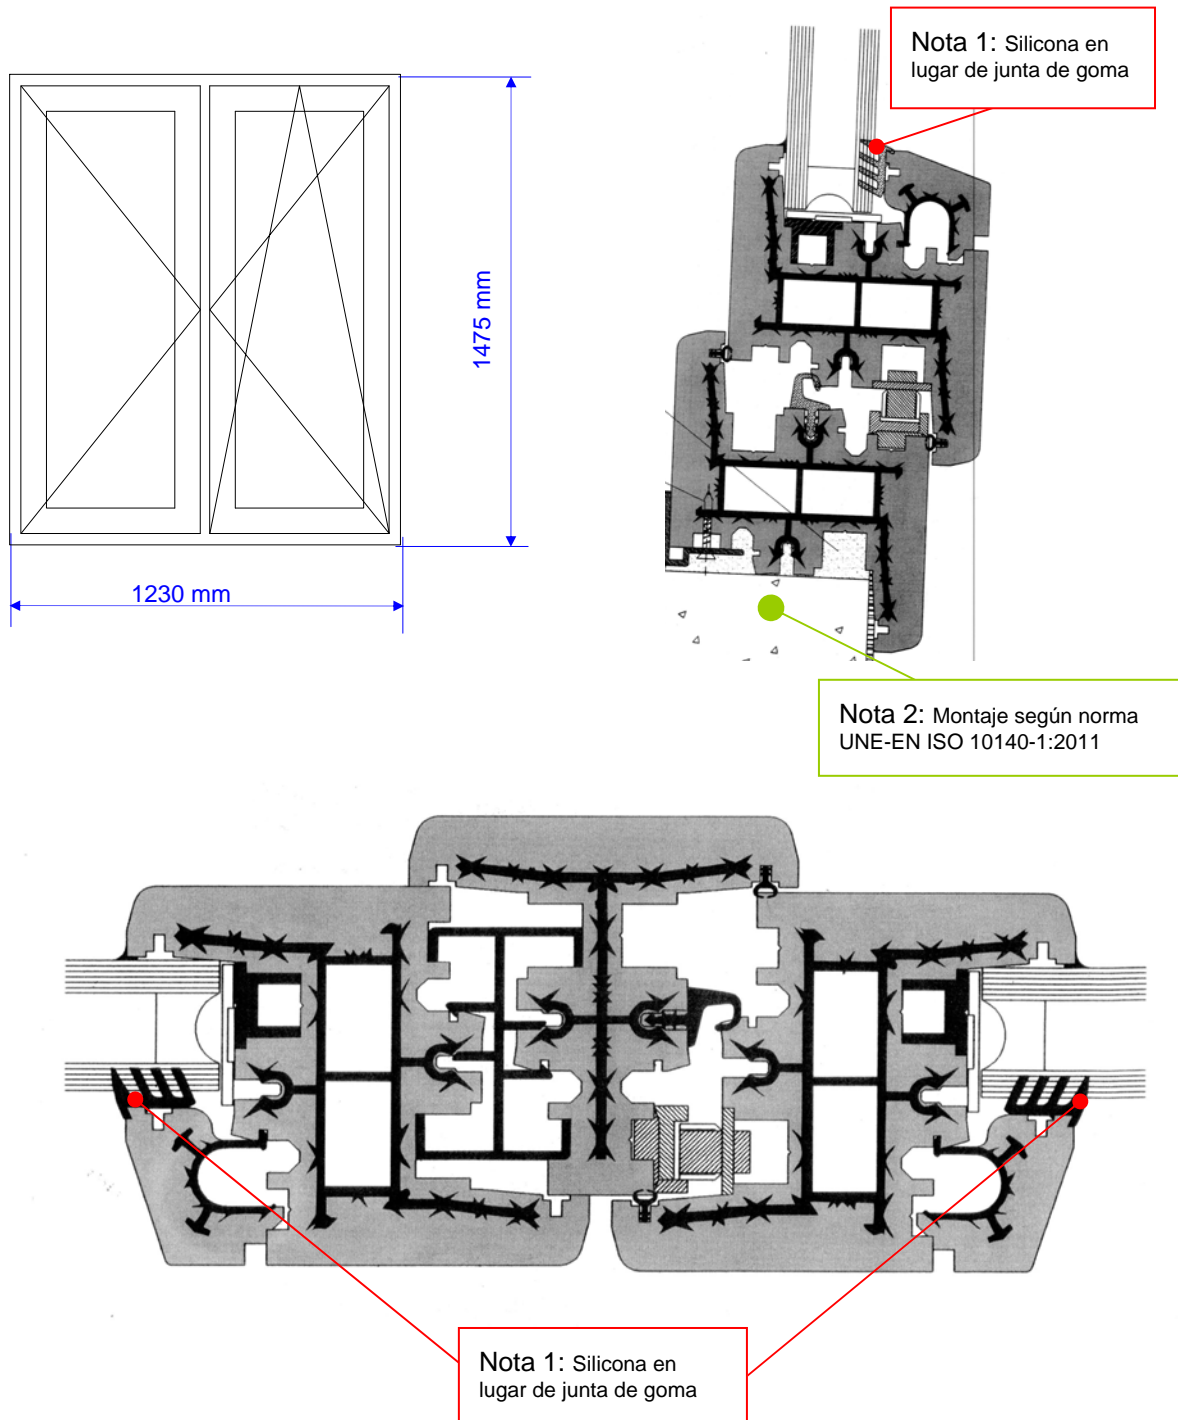 Nota 1: Silicona en
lugar de junta de goma
1475 mm
1230 mm
Nota 2: Montaje según norma
UNE-EN ISO 10140-1:2011
Nota 1: Silicona en
lugar de junta de goma